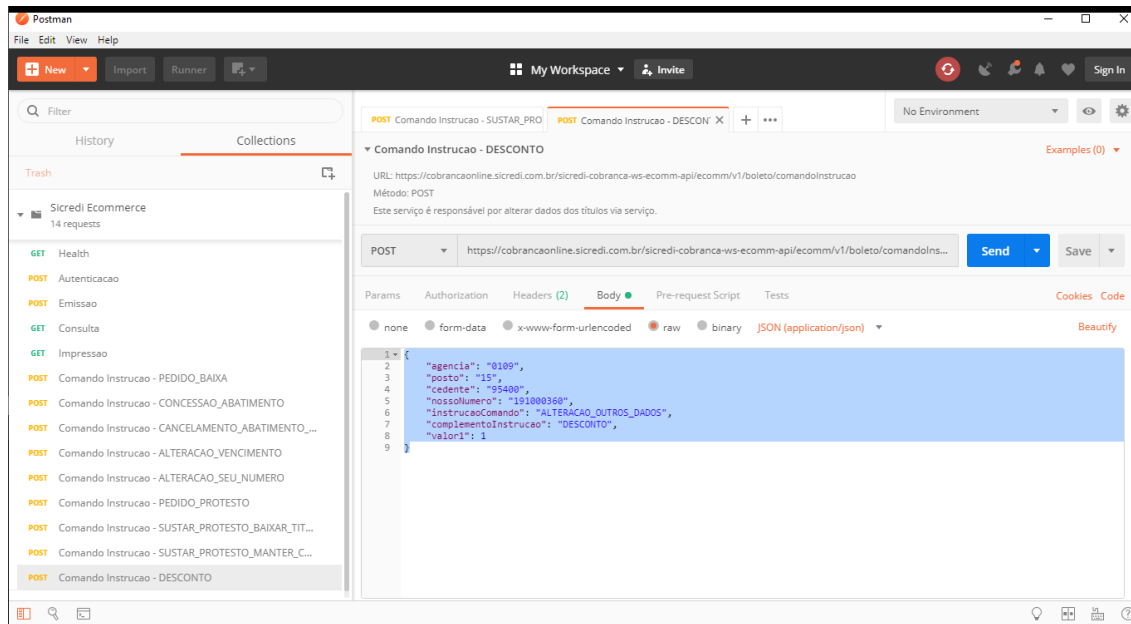 Postman
File Edit View Help
New Import Runner My Workspace Invite Sign In
Filter
History Collections
Trash
Sicredi Ecommerce
14 requests
GET Health
POST Autenticacao
POST Emissao
GET Consulta
GET Impressao
POST Comando Instrucao - PEDIDO_BAIXA
POST Comando Instrucao - CONCESSAO_ABATIMENTO
POST Comando Instrucao - CANCELAMENTO_ABATIMENTO_...
POST Comando Instrucao - ALTERACAO_VENCIMENTO
POST Comando Instrucao - ALTERACAO_SEU_NUMERO
POST Comando Instrucao - PEDIDO_PROTESTO
POST Comando Instrucao - SUSTAR_PROTESTO_BAIXAR_TIT...
POST Comando Instrucao - SUSTAR_PROTESTO_MANTER_C...
POST Comando Instrucao - DESCONTO
POST Comando Instrucao - SUSTAR_PRO POST Comando Instrucao - DESCON
No Environment
Comando Instrucao - DESCONTO Examples (0)
URL: https://cobrancaonline.sicredi.com.br/sicredi-cobranca-ws-ecomm-api/ecomm/v1/boleto/comandoInstrucao
Método: POST
Este serviço é responsável por alterar dados dos títulos via serviço.
POST https://cobrancaonline.sicredi.com.br/sicredi-cobranca-ws-ecomm-api/ecomm/v1/boleto/comandoIns... Send Save
Params Authorization Headers (2) Body Pre-request Script Tests Cookies Code
none form-data x-www-form-urlencoded raw binary JSON (application/json) Beautify
1 {
2 "agencia": "0109",
3 "posto": "15",
4 "cedente": "95400",
5 "nossoNumero": "191000360",
6 "instrucaoComando": "ALTERACAO_OUTROS_DADOS",
7 "complementoInstrucao": "DESCONTO",
8 "valor1": 1
9 }